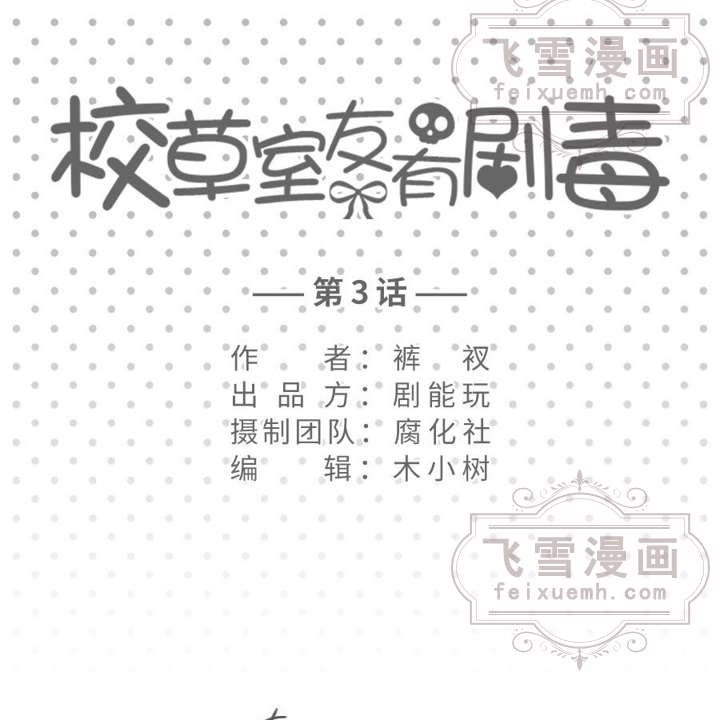 飞雪漫画
feixuemh.com
校草室友有剧毒
第3话
作者：裤衩
出品方：剧能玩
摄制团队：腐化社
编辑：木小树
飞雪漫画
feixuemh.com